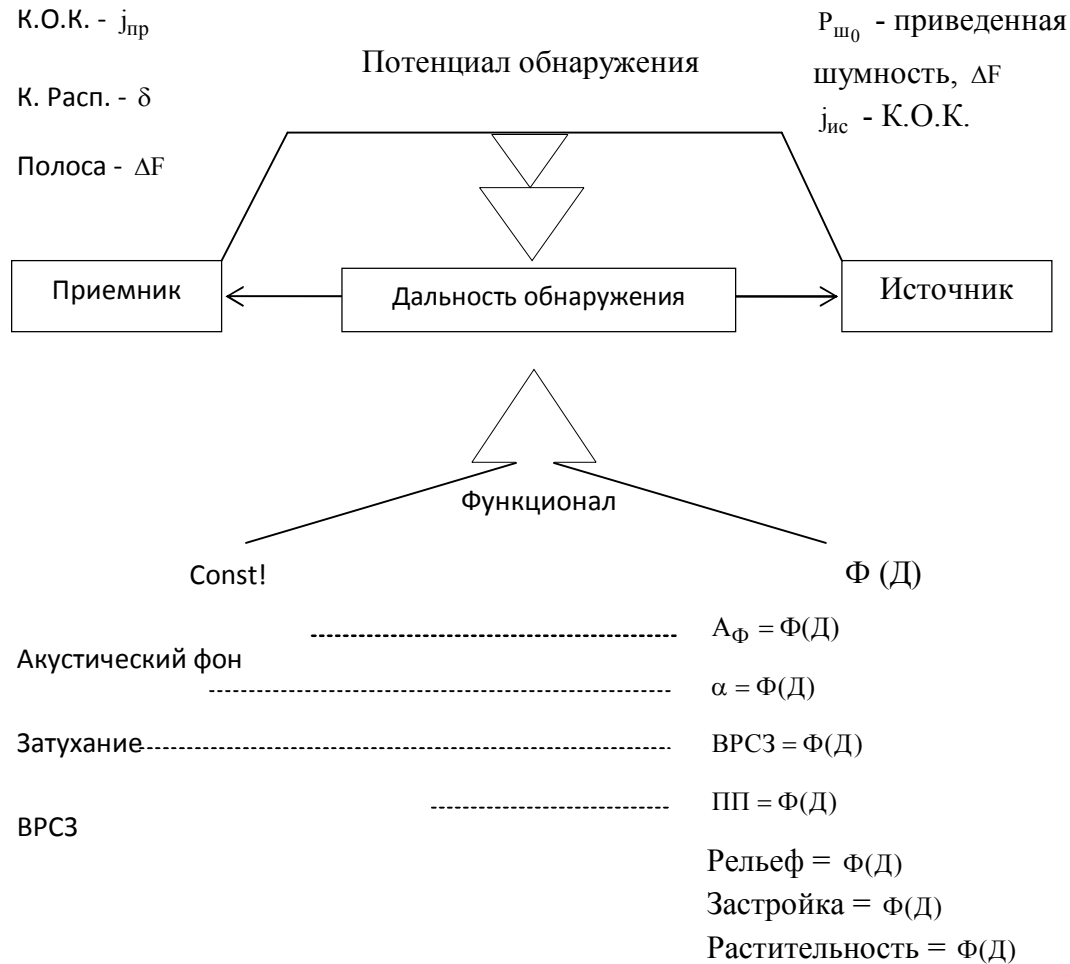 К.О.К. - jпр
К. Расп. - δ
Полоса - ΔF
Потенциал обнаружения
Pш0 - приведенная
шумность, ΔF
jис - К.О.К.
Приемник
Дальность обнаружения
Источник
Функционал
Const!
Ф (Д)
Акустический фон
AФ = Ф(Д)
α = Ф(Д)
Затухание
ВРСЗ = Ф(Д)
ВРСЗ
ПП = Ф(Д)
Рельеф = Ф(Д)
Застройка = Ф(Д)
Растительность = Ф(Д)